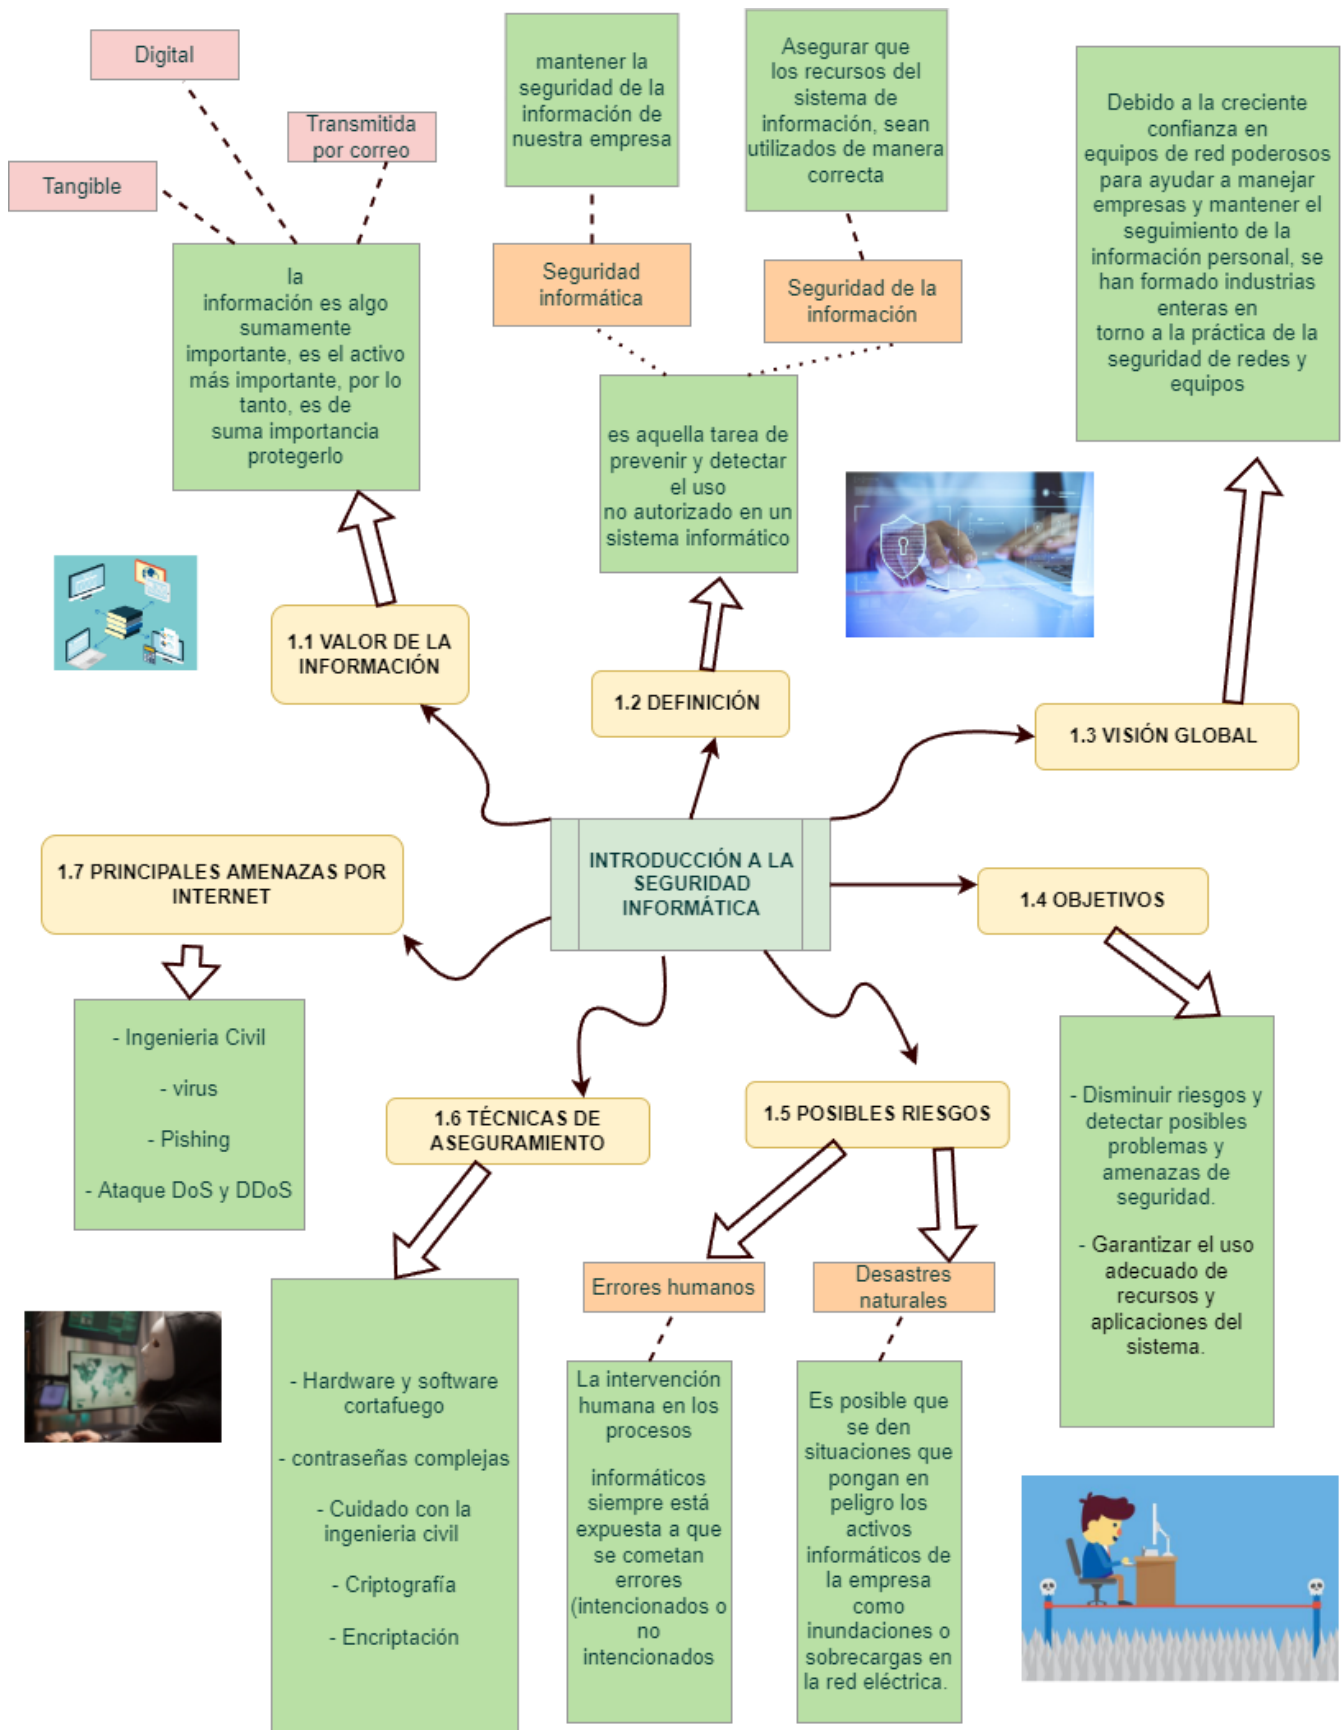 Digital
Transmitida
por correo
Tangible
la
información es algo
sumamente
importante, es el activo
más importante, por lo
tanto, es de
suma importancia
protegerlo
1.1 VALOR DE LA
INFORMACIÓN
mantener la
seguridad de la
información de
nuestra empresa
Seguridad
informática
Asegurar que
los recursos del
sistema de
información, sean
utilizados de manera
correcta
Seguridad de la
información
es aquella tarea de
prevenir y detectar
el uso
no autorizado en un
sistema informático
1.2 DEFINICIÓN
Debido a la creciente
confianza en
equipos de red poderosos
para ayudar a manejar
empresas y mantener el
seguimiento de la
información personal, se
han formado industrias
enteras en
torno a la práctica de la
seguridad de redes y
equipos
1.3 VISIÓN GLOBAL
INTRODUCCIÓN A LA
SEGURIDAD
INFORMÁTICA
1.7 PRINCIPALES AMENAZAS POR
INTERNET
- Ingenieria Civil
- virus
- Pishing
- Ataque DoS y DDoS
1.4 OBJETIVOS
- Disminuir riesgos y
detectar posibles
problemas y
amenazas de
seguridad.
- Garantizar el uso
adecuado de
recursos y
aplicaciones del
sistema.
1.6 TÉCNICAS DE
ASEGURAMIENTO
- Hardware y software
cortafuego
- contraseñas complejas
- Cuidado con la
ingenieria civil
- Criptografía
- Encriptación
1.5 POSIBLES RIESGOS
Errores humanos
La intervención
humana en los
procesos
informáticos
siempre está
expuesta a que
se cometan
errores
(intencionados o
no
intencionados
Desastres
naturales
Es posible que
se den
situaciones que
pongan en
peligro los
activos
informáticos de
la empresa
como
inundaciones o
sobrecargas en
la red eléctrica.